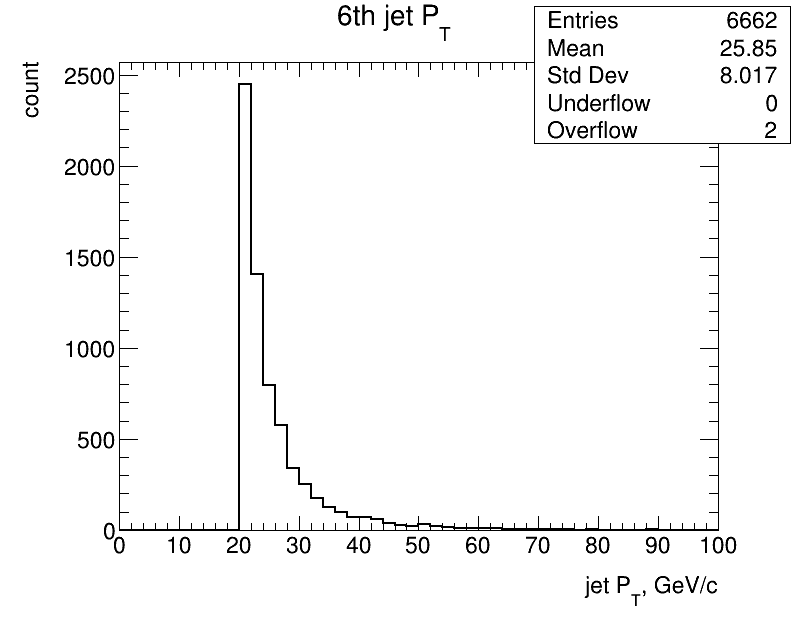 6th jet P_T
Entries 6662
Mean 25.85
Std Dev 8.017
Underflow 0
Overflow 2
count
2500
2000
1500
1000
500
0
0 10 20 30 40 50 60 70 80 90 100
jet P_T, GeV/c